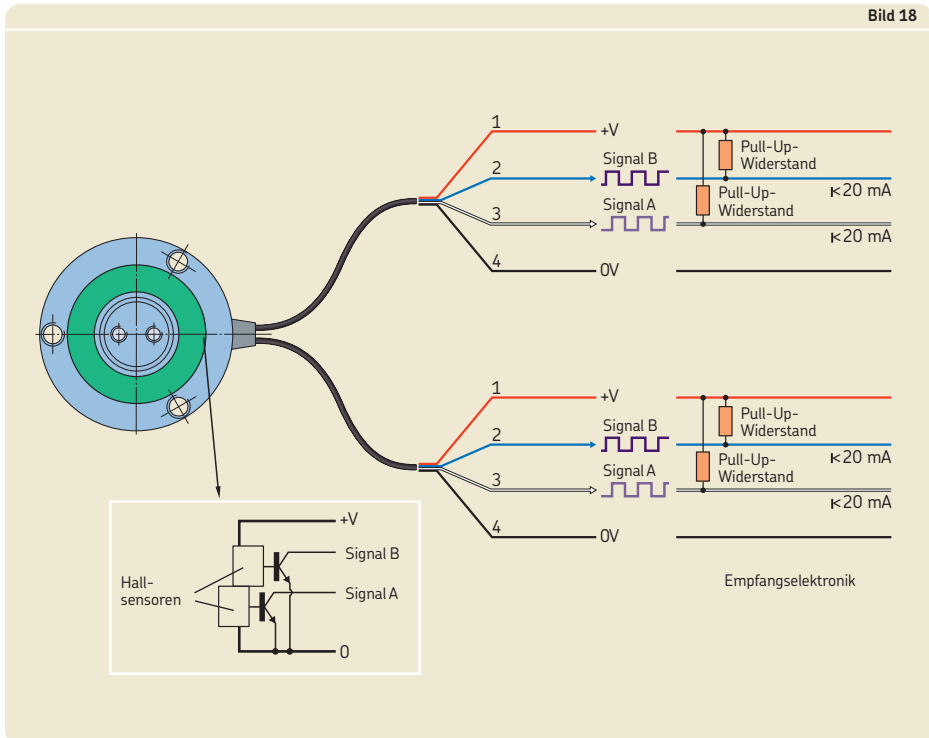 Bild 18
1
+V
Signal B
Pull-Up-
Widerstand
2
I<20 mA
Signal A
Pull-Up-
Widerstand
3
I<20 mA
4
0V
1
+V
Signal B
Pull-Up-
Widerstand
2
I<20 mA
Signal A
Pull-Up-
Widerstand
3
I<20 mA
4
0V
Empfangselektronik
+V
Signal B
Hall-
sensoren
Signal A
0